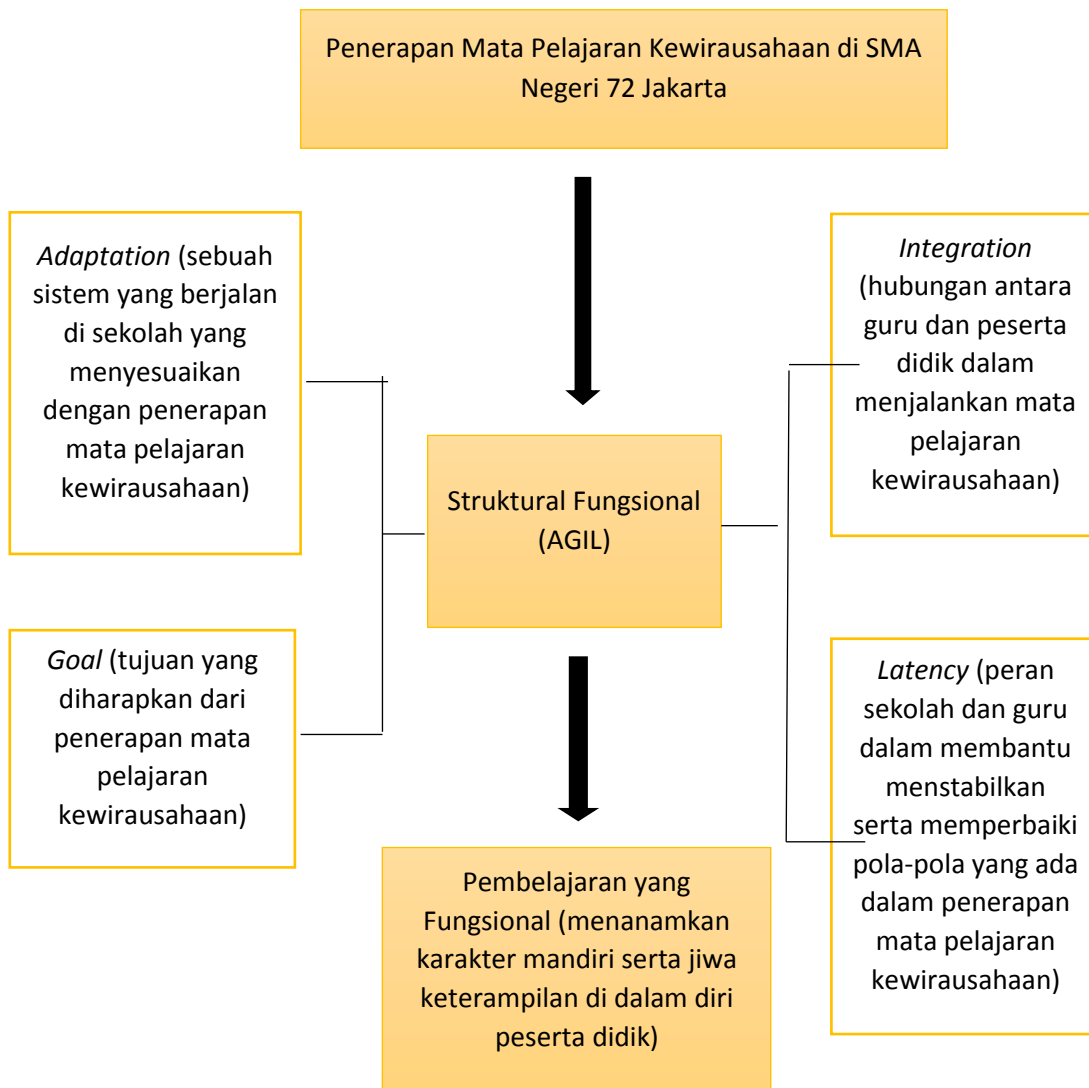 Penerapan Mata Pelajaran Kewirausahaan di SMA
Negeri 72 Jakarta
Adaptation (sebuah
sistem yang berjalan
di sekolah yang
menyesuaikan
dengan penerapan
mata pelajaran
kewirausahaan)
Integration
(hubungan antara
guru dan peserta
didik dalam
menjalankan mata
pelajaran
kewirausahaan)
Struktural Fungsional
(AGIL)
Goal (tujuan yang
diharapkan dari
penerapan mata
pelajaran
kewirausahaan)
Latency (peran
sekolah dan guru
dalam membantu
menstabilkan
serta memperbaiki
pola-pola yang ada
dalam penerapan
mata pelajaran
kewirausahaan)
Pembelajaran yang
Fungsional (menanamkan
karakter mandiri serta jiwa
keterampilan di dalam diri
peserta didik)